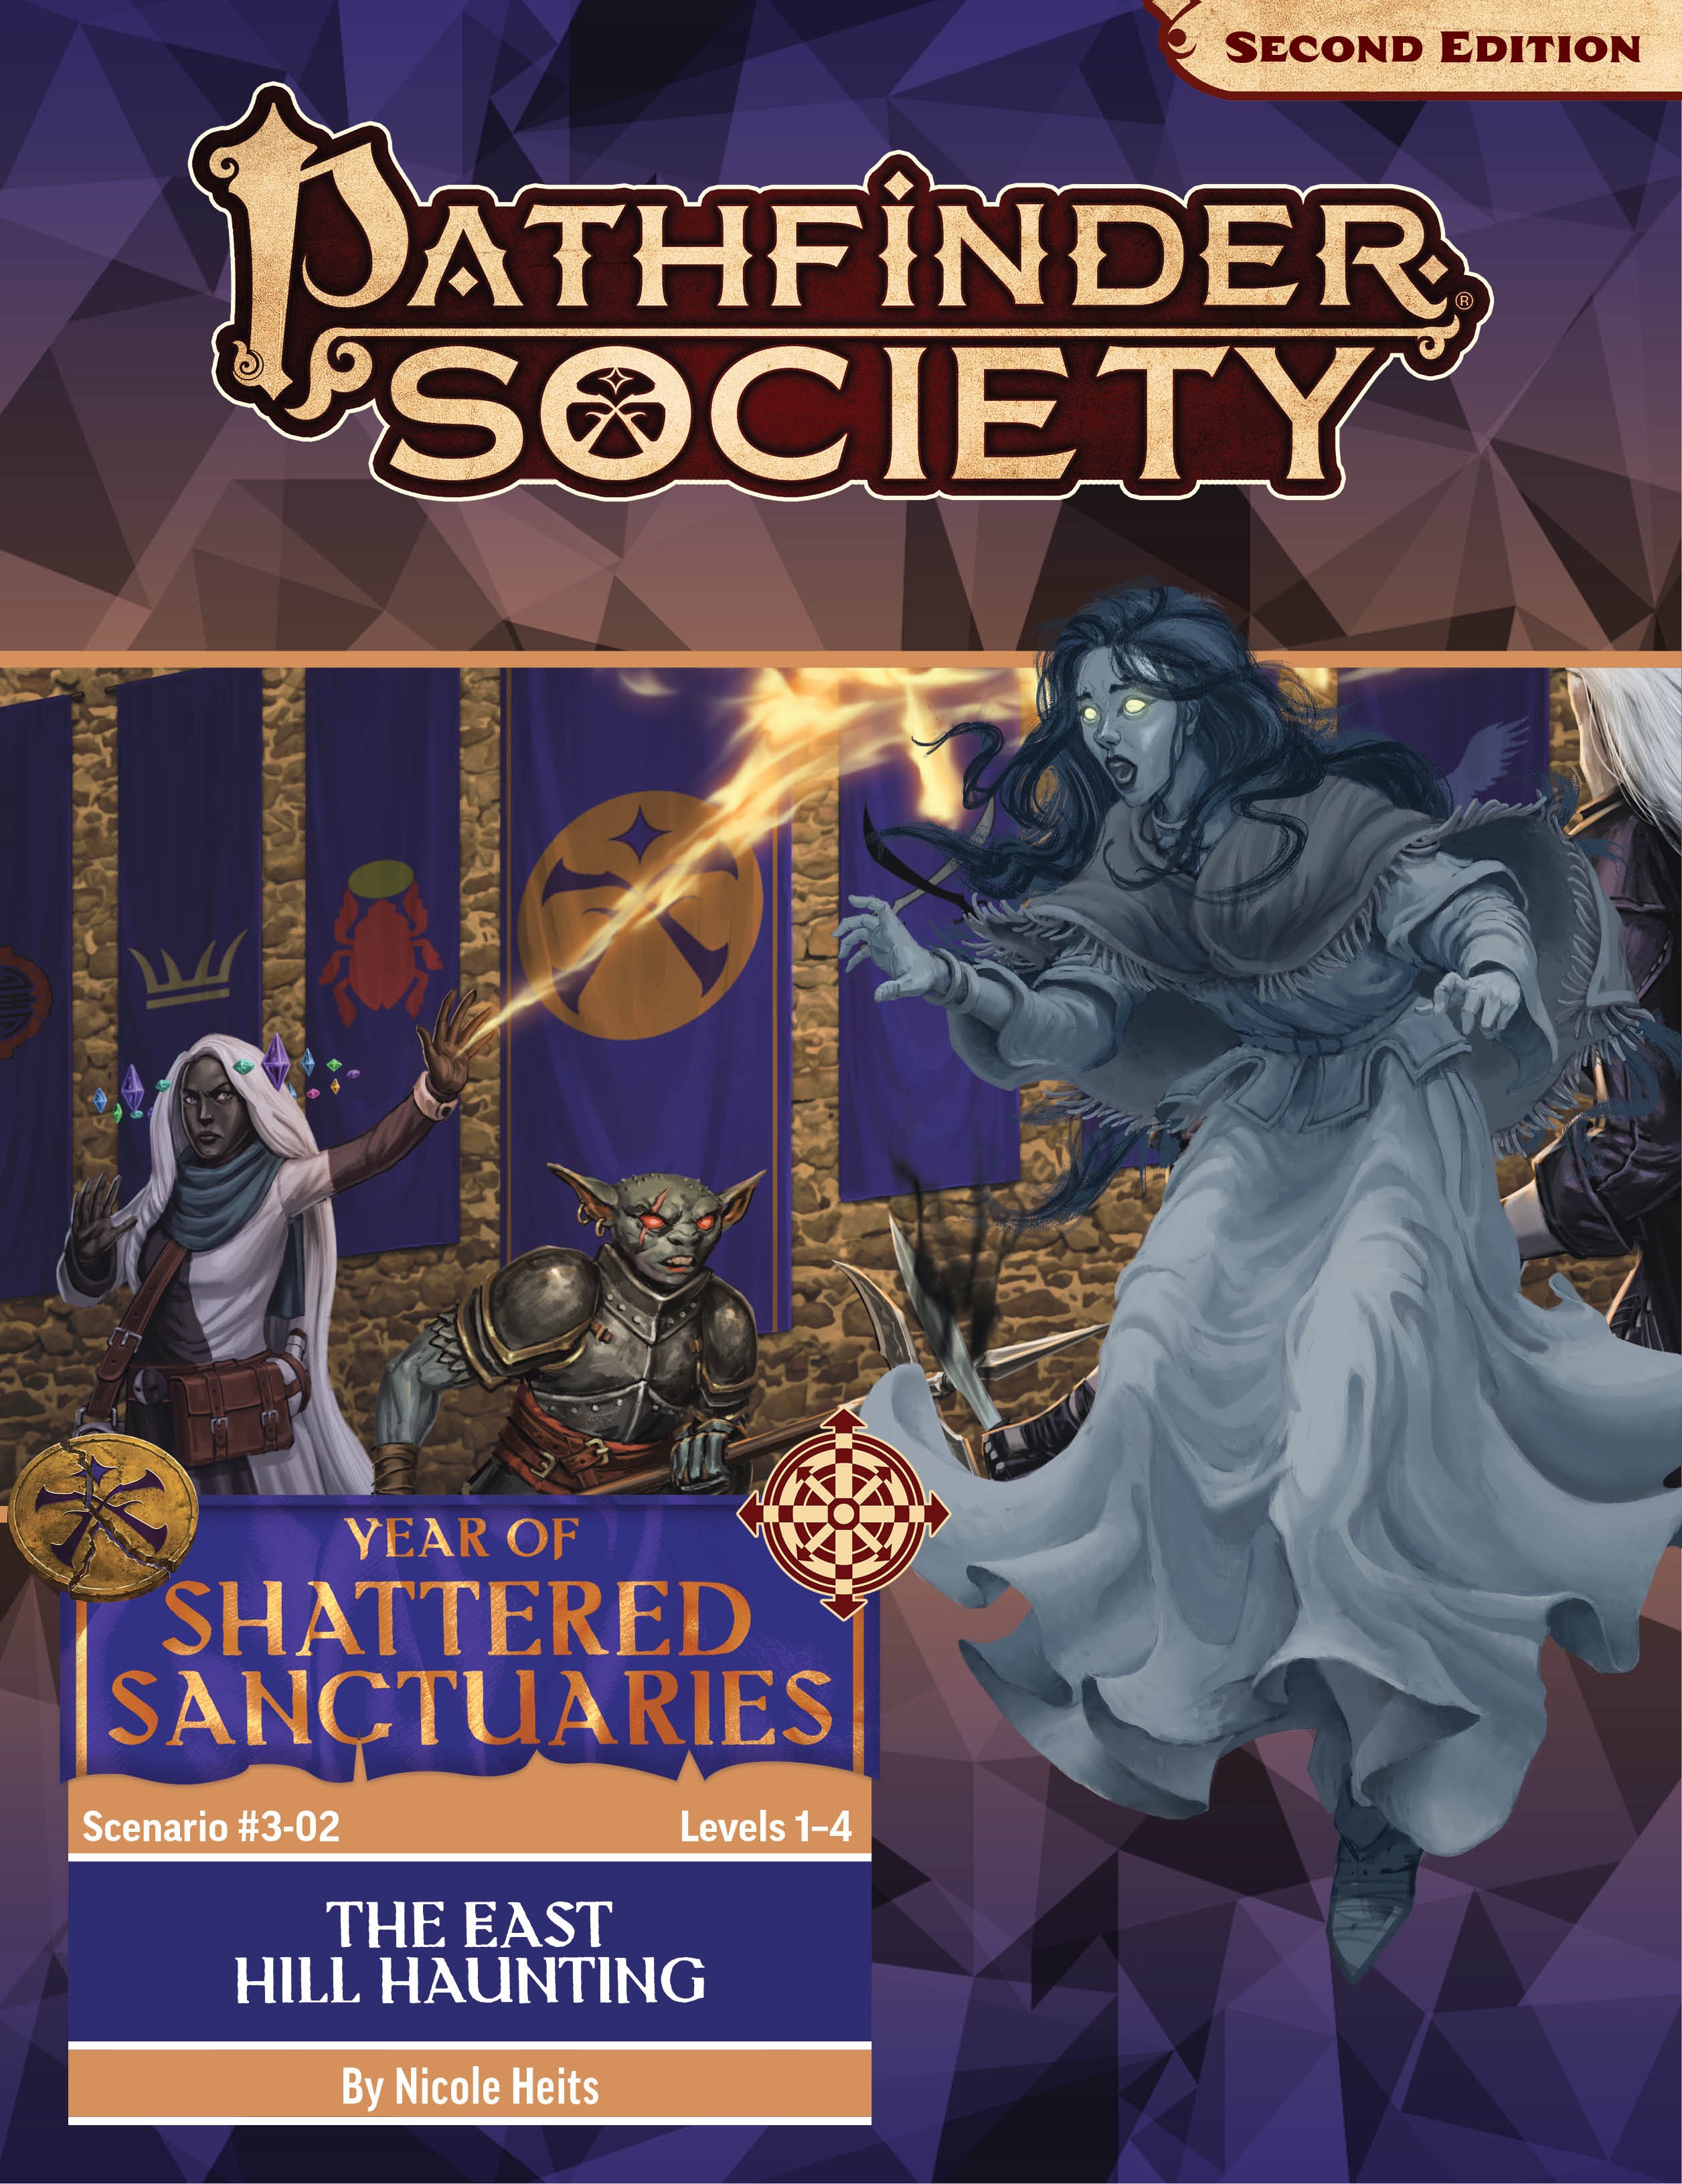 SECOND EDITION
PATHFINDER®
SOCIETY
YEAR OF
SHATTERED
SANCTUARIES
Scenario #3-02 Levels 1–4
THE EAST
HILL HAUNTING
By Nicole Heits